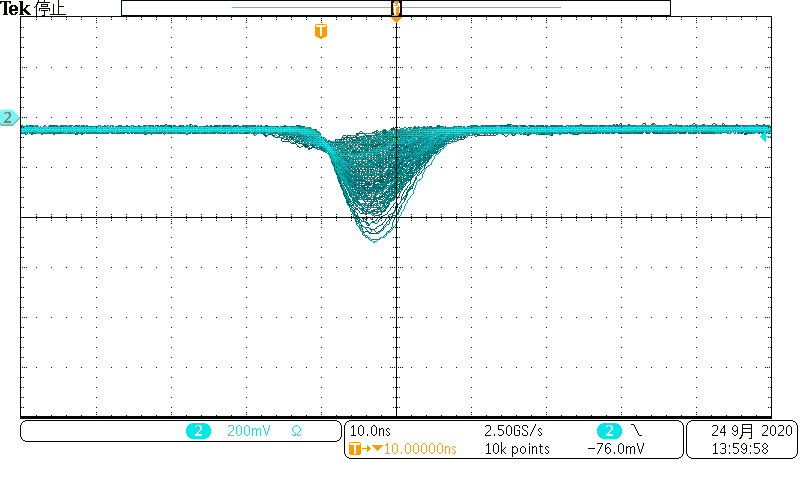 Tek 停止
T
T
2
2 200mV Ω
10.0ns 2.50GS/s 2 \
T→▼10.00000ns 10k points -76.0mV
24 9月 2020
13:59:58